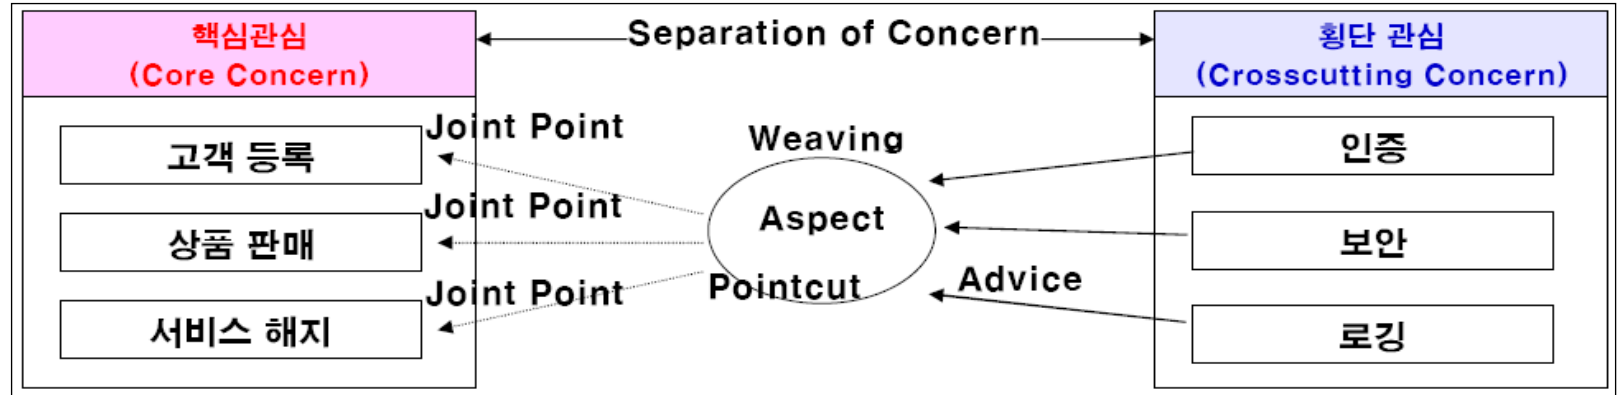 핵심관심
(Core Concern)
Separation of Concern
횡단 관심
(Crosscutting Concern)
Joint Point
고객 등록
Joint Point
상품 판매
Joint Point
서비스 해지
Weaving
Aspect
Pointcut
Advice
인증
보안
로깅